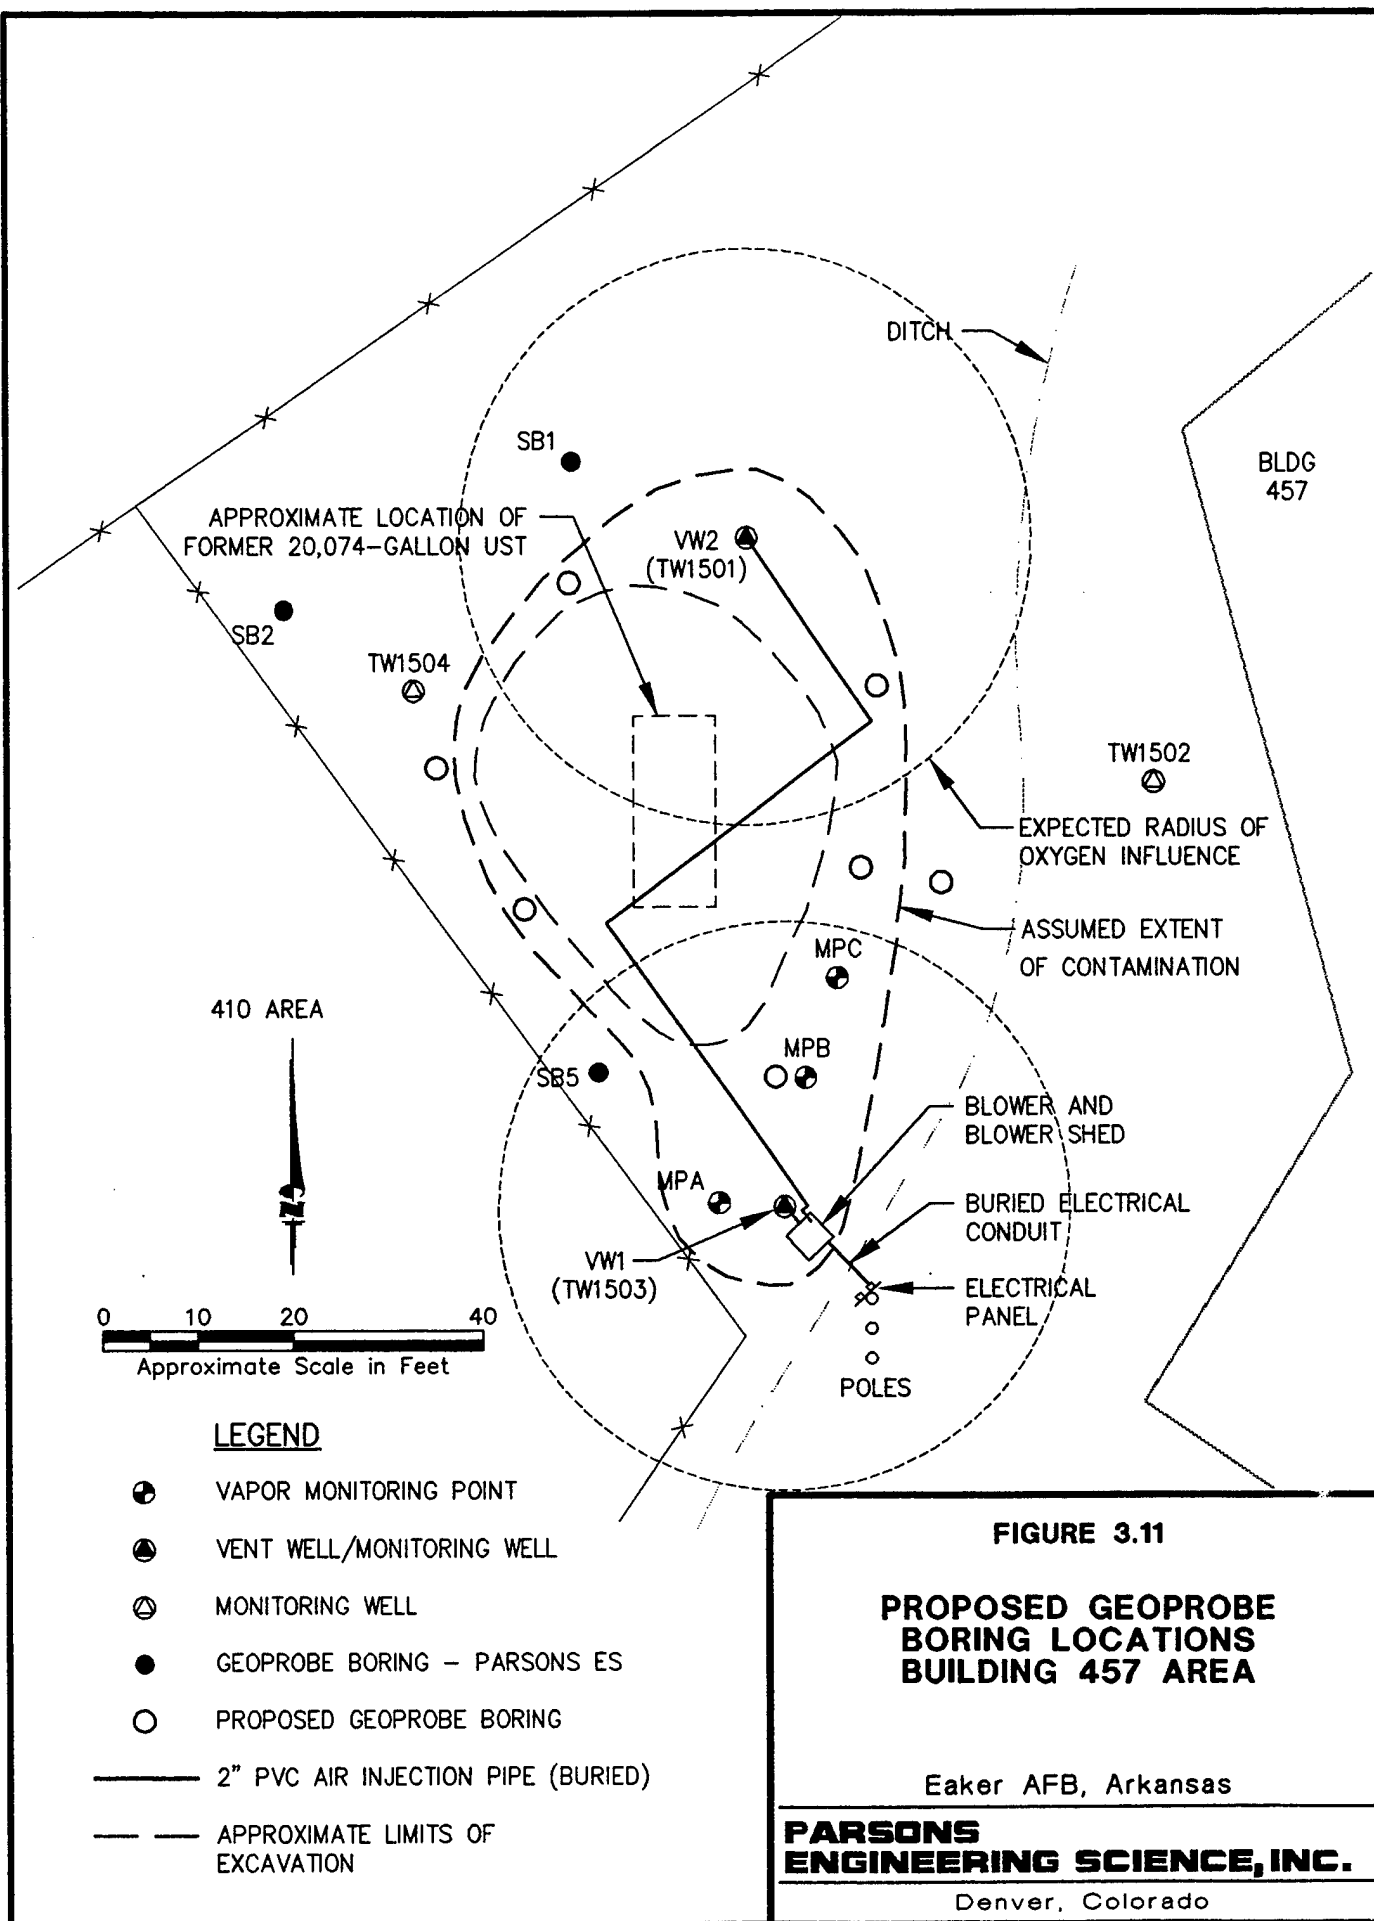 DITCH
SB1
BLDG
457
APPROXIMATE LOCATION OF
FORMER 20,074-GALLON UST
VW2
(TW1501)
SB2
TW1504
TW1502
EXPECTED RADIUS OF
OXYGEN INFLUENCE
ASSUMED EXTENT
OF CONTAMINATION
MPC
410 AREA
MPB
SB5
BLOWER AND
BLOWER SHED
MPA
BURIED ELECTRICAL
CONDUIT
VW1
(TW1503)
ELECTRICAL
PANEL
N
0 10 20 40
Approximate Scale in Feet
POLES
LEGEND
VAPOR MONITORING POINT
VENT WELL/MONITORING WELL
MONITORING WELL
GEOPROBE BORING - PARSONS ES
PROPOSED GEOPROBE BORING
2" PVC AIR INJECTION PIPE (BURIED)
APPROXIMATE LIMITS OF
EXCAVATION
FIGURE 3.11
PROPOSED GEOPROBE
BORING LOCATIONS
BUILDING 457 AREA
Eaker AFB, Arkansas
PARSONS
ENGINEERING SCIENCE, INC.
Denver, Colorado